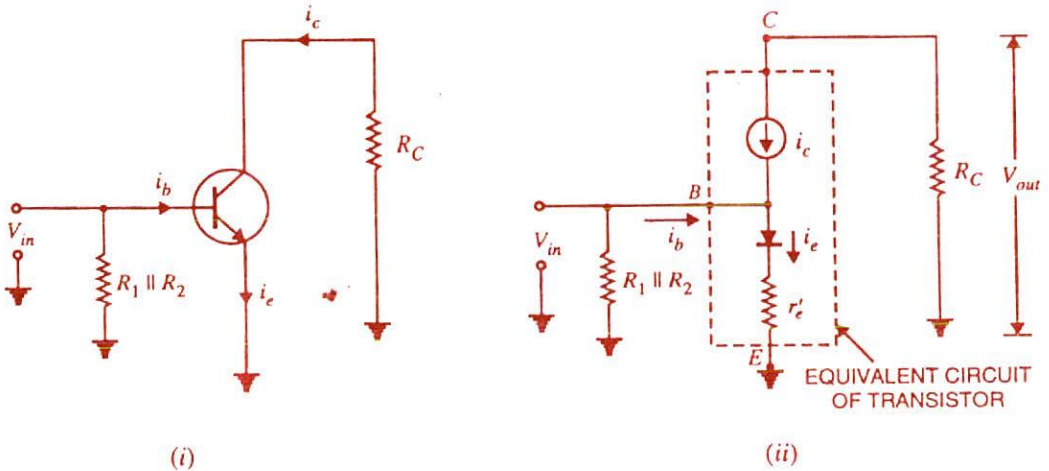 i_c
R_C
i_b
V_in
R_1 || R_2
i_e
(i)
C
i_c
R_C
V_out
B
i_b
V_in
R_1 || R_2
i_e
r'_e
E
EQUIVALENT CIRCUIT
OF TRANSISTOR
(ii)